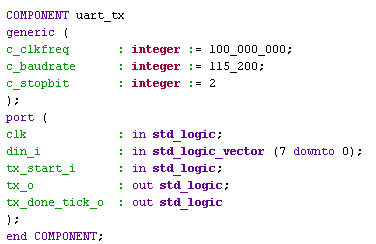 COMPONENT uart_tx
generic (
c_clkfreq : integer := 100_000_000;
c_baudrate : integer := 115_200;
c_stopbit : integer := 2
);
port (
clk : in std_logic;
din_i : in std_logic_vector (7 downto 0);
tx_start_i : in std_logic;
tx_o : out std_logic;
tx_done_tick_o : out std_logic
);
end COMPONENT;